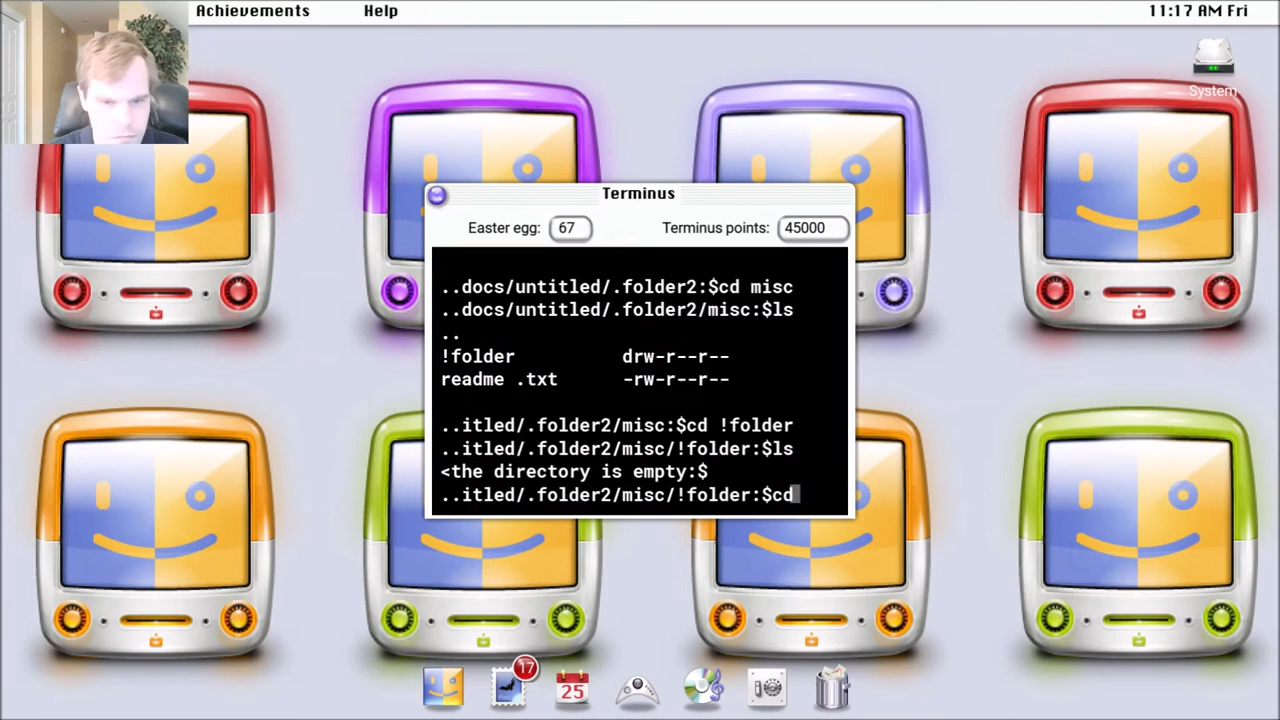 Achievements Help 11:17 AM Fri
System
Terminus
Easter egg: 67 Terminus points: 45000
..docs/untitled/.folder2:$cd misc
..docs/untitled/.folder2/misc:$ls
..
!folder drw-r--r--
readme .txt -rw-r--r--
..itled/.folder2/misc:$cd !folder
..itled/.folder2/misc/!folder:$ls
<the directory is empty:$
..itled/.folder2/misc/!folder:$cd
17
25